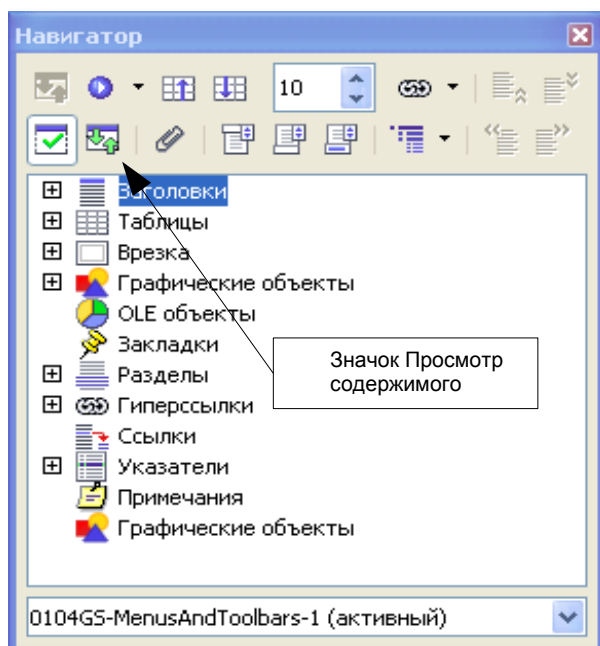 Навигатор
10
Заголовки
Таблицы
Врезка
Графические объекты
OLE объекты
Закладки
Разделы
Гиперссылки
Ссылки
Указатели
Примечания
Графические объекты
Значок Просмотр
содержимого
0104GS-MenusAndToolbars-1 (активный)